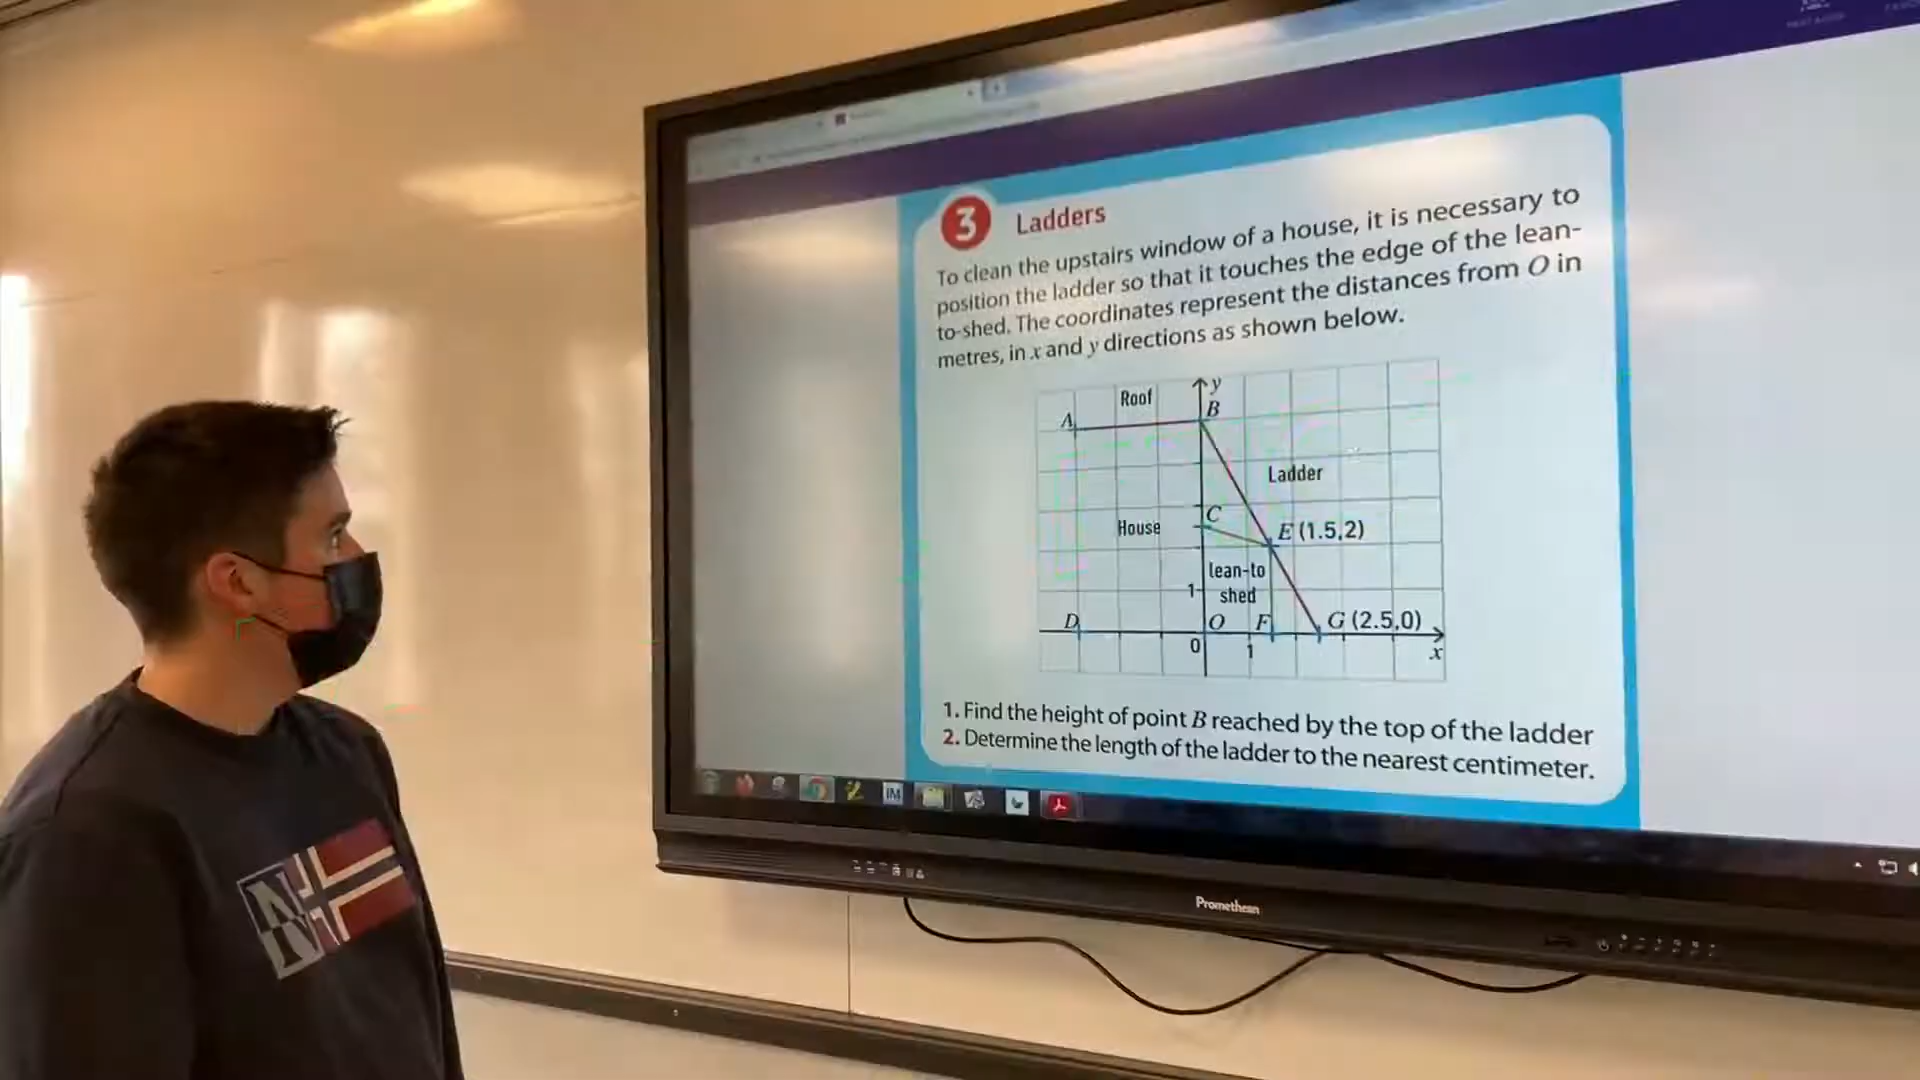 3 Ladders
To clean the upstairs window of a house, it is necessary to
position the ladder so that it touches the edge of the lean-
to-shed. The coordinates represent the distances from O in
metres, in x and y directions as shown below.
Roof
y
A
B
Ladder
C
House
E (1.5,2)
lean-to
1
shed
D
O
F
G (2.5,0)
0
1
x
1. Find the height of point B reached by the top of the ladder
2. Determine the length of the ladder to the nearest centimeter.
IM
Promethean
N